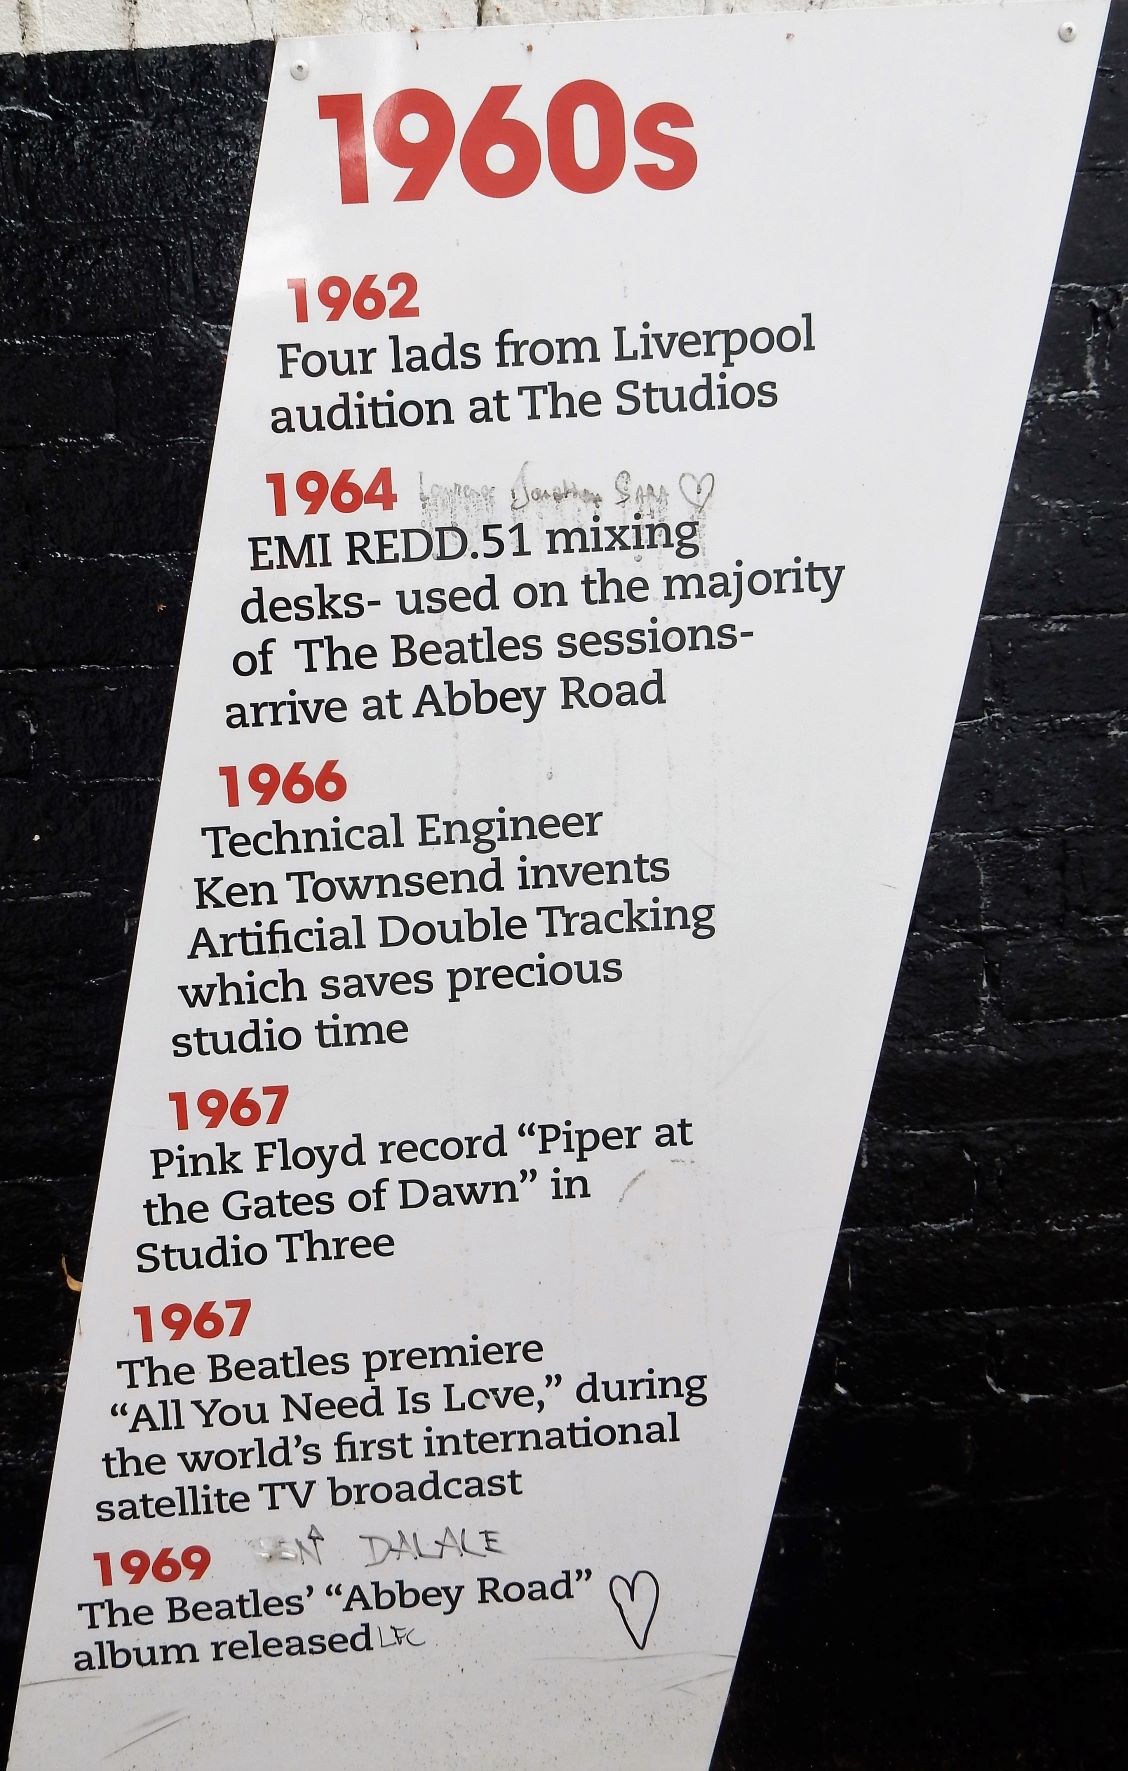 1960s
1962
Four lads from Liverpool
audition at The Studios
1964 Jonathan SARA
EMI REDD.51 mixing
desks- used on the majority
of The Beatles sessions-
arrive at Abbey Road
1966
Technical Engineer
Ken Townsend invents
Artificial Double Tracking
which saves precious
studio time
1967
Pink Floyd record “Piper at
the Gates of Dawn” in
Studio Three
1967
The Beatles premiere
“All You Need Is Love,” during
the world’s first international
satellite TV broadcast
1969 DALALE
The Beatles’ “Abbey Road”
album released LFC